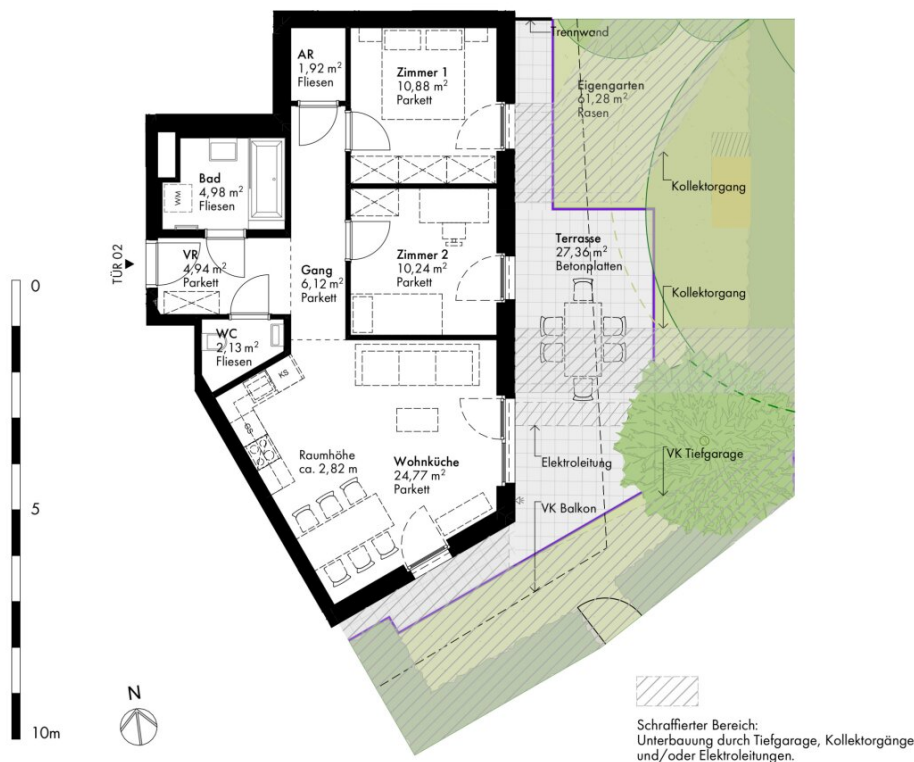 AR
1,92 m²
Fliesen
Zimmer 1
10,88 m²
Parkett
Trennwand
Eigengarten
61,28 m²
Rasen
Bad
4,98 m²
Fliesen
WM
Kollektorgang
TÜR 02
VR
4,94 m²
Parkett
Gang
6,12 m²
Parkett
Zimmer 2
10,24 m²
Parkett
Terrasse
27,36 m²
Betonplatten
Kollektorgang
WC
2,13 m²
Fliesen
KS
GS
Raumhöhe
ca. 2,82 m
Wohnküche
24,77 m²
Parkett
Elektroleitung
VK Tiefgarage
VK Balkon
0
5
10m
N
Schraffierter Bereich:
Unterbauung durch Tiefgarage, Kollektorgänge
und/oder Elektroleitungen.